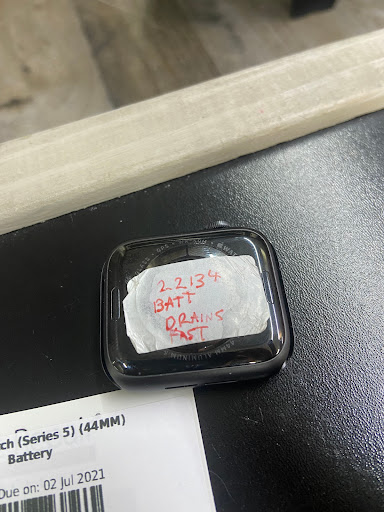 22134
BATT
DRAINS
FAST
ch (Series 5) (44MM)
Battery
Due on: 02 Jul 2021